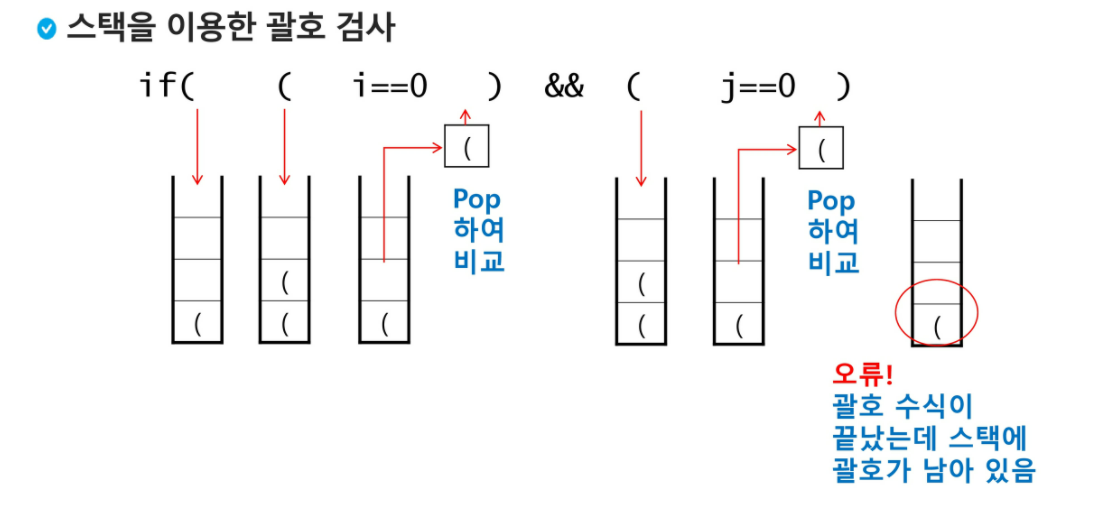 스택을 이용한 괄호 검사
if( ( i==0 ) && ( j==0 )
( (
Pop
하여
비교
Pop
하여
비교
( (
( ( ( ( ( (
오류!
괄호 수식이
끝났는데 스택에
괄호가 남아 있음